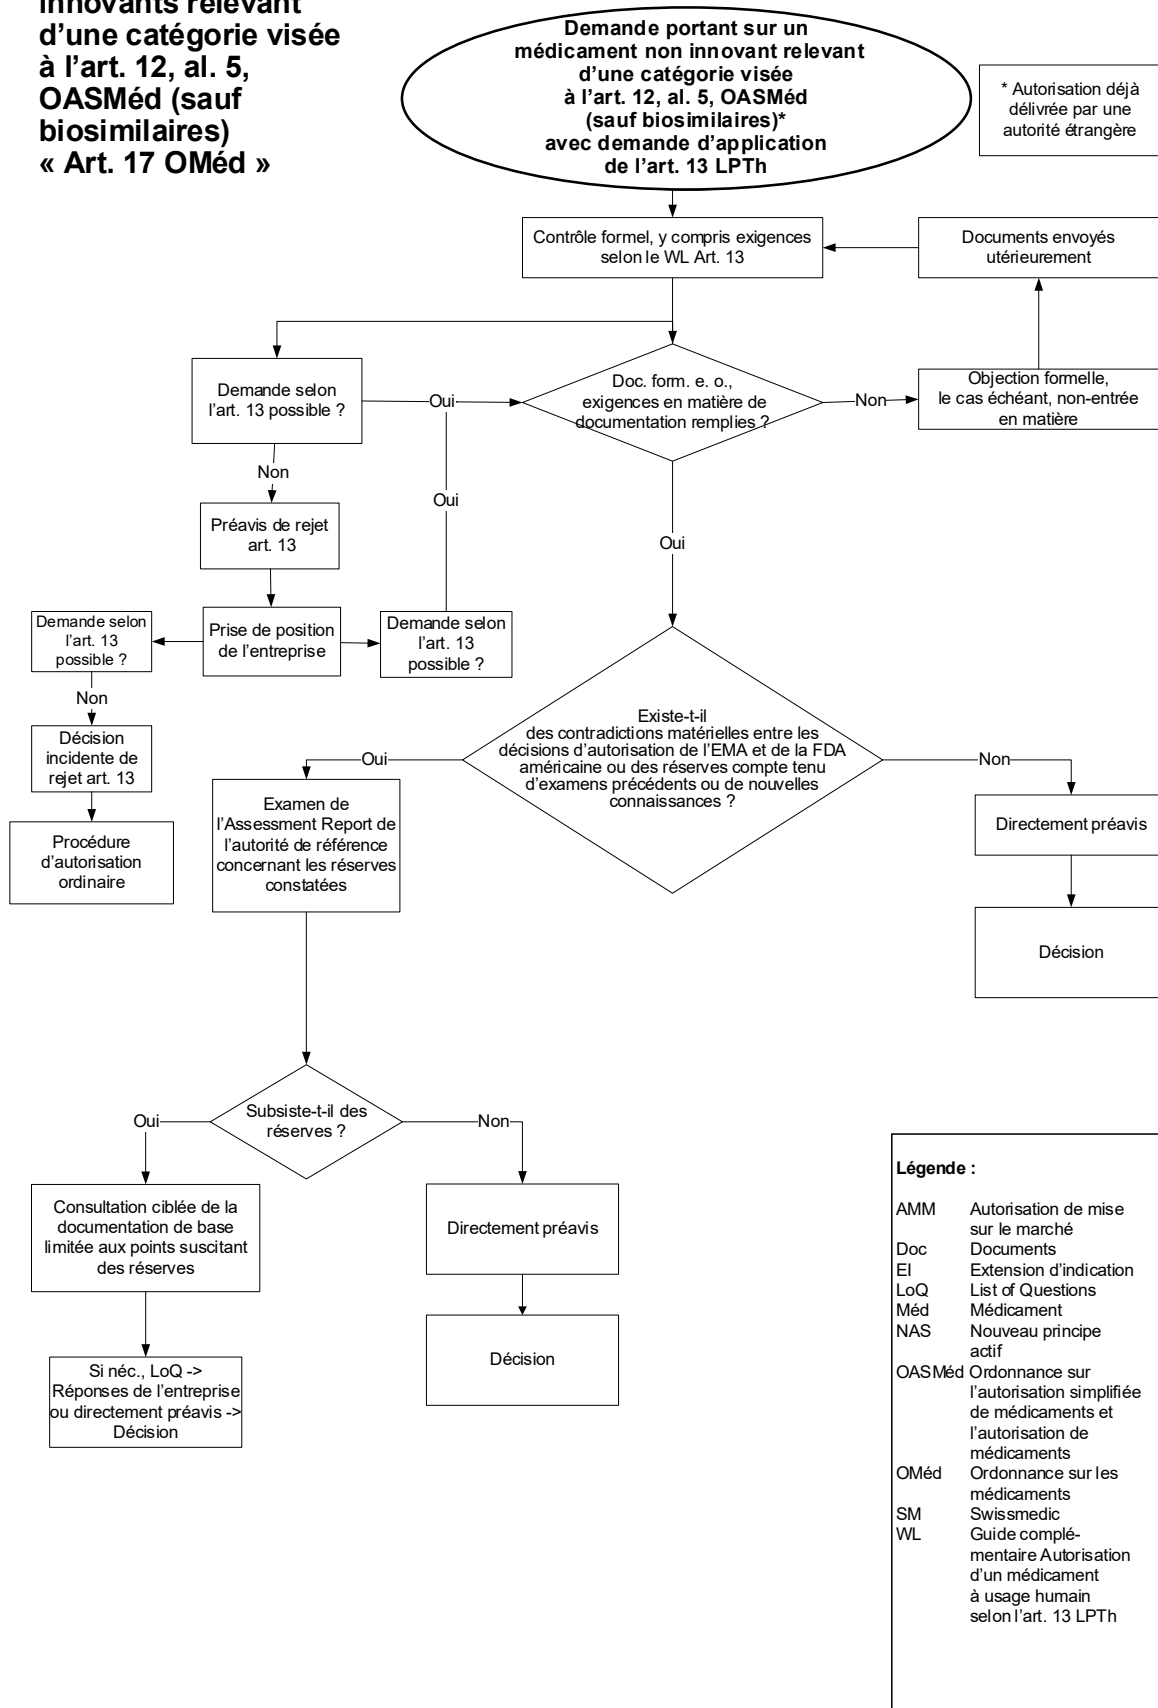 innovants relevant
d'une catégorie visée
à l'art. 12, al. 5,
OASMéd (sauf
biosimilaires)
« Art. 17 OMéd »
Demande portant sur un
médicament non innovant relevant
d'une catégorie visée
à l'art. 12, al. 5, OASMéd
(sauf biosimilaires)*
avec demande d'application
de l'art. 13 LPTh
* Autorisation déjà
délivrée par une
autorité étrangère
Contrôle formel, y compris exigences
selon le WL Art. 13
Documents envoyés
utérieurement
Demande selon
l'art. 13 possible ?
Oui
Doc. form. e. o.,
exigences en matière de
documentation remplies ?
Non
Objection formelle,
le cas échéant, non-entrée
en matière
Non
Oui
Préavis de rejet
art. 13
Oui
Demande selon
l'art. 13
possible ?
Prise de position
de l'entreprise
Demande selon
l'art. 13
possible ?
Non
Décision
incidente de
rejet art. 13
Procédure
d'autorisation
ordinaire
Existe-t-il
des contradictions matérielles entre les
décisions d'autorisation de l'EMA et de la FDA
américaine ou des réserves compte tenu
d'examens précédents ou de nouvelles
connaissances ?
Oui
Non
Examen de
l'Assessment Report de
l'autorité de référence
concernant les réserves
constatées
Directement préavis
Décision
Subsiste-t-il des
réserves ?
Oui
Non
Consultation ciblée de la
documentation de base
limitée aux points suscitant
des réserves
Directement préavis
Si néc., LoQ ->
Réponses de l'entreprise
ou directement préavis ->
Décision
Décision
Légende :
AMM Autorisation de mise
sur le marché
Doc Documents
EI Extension d'indication
LoQ List of Questions
Méd Médicament
NAS Nouveau principe
actif
OASMéd Ordonnance sur
l'autorisation simplifiée
de médicaments et
l'autorisation de
médicaments
OMéd Ordonnance sur les
médicaments
SM Swissmedic
WL Guide complé-
mentaire Autorisation
d'un médicament
à usage humain
selon l'art. 13 LPTh